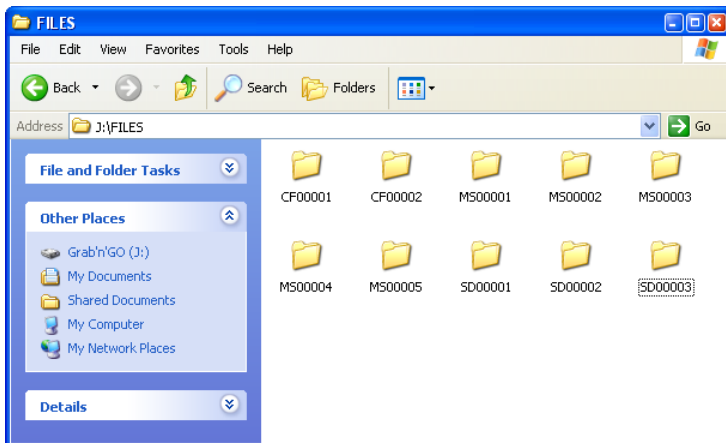 FILES
File Edit View Favorites Tools Help
Back Search Folders
Address J:\FILES Go
File and Folder Tasks
Other Places
Grab'n'GO (J:)
My Documents
Shared Documents
My Computer
My Network Places
Details
CF00001 CF00002 MS00001 MS00002 MS00003
MS00004 MS00005 SD00001 SD00002 SD00003